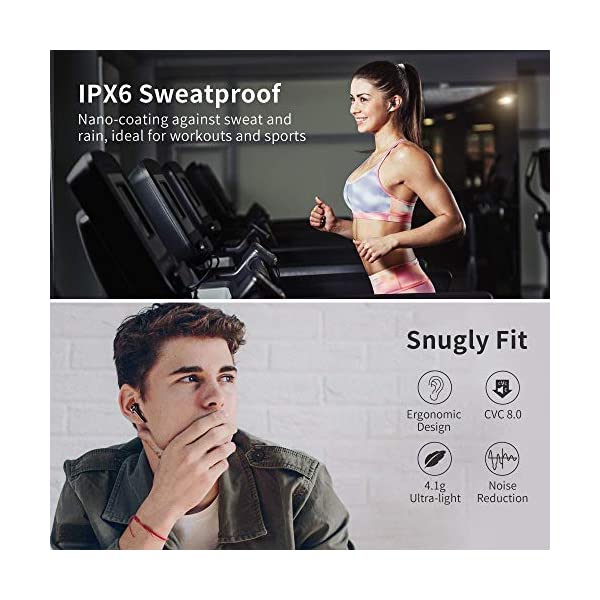 IPX6 Sweatproof
Nano-coating against sweat and
rain, ideal for workouts and sports
Snugly Fit
Ergonomic
Design
CVC
CVC 8.0
4.1g
Ultra-light
Noise
Reduction